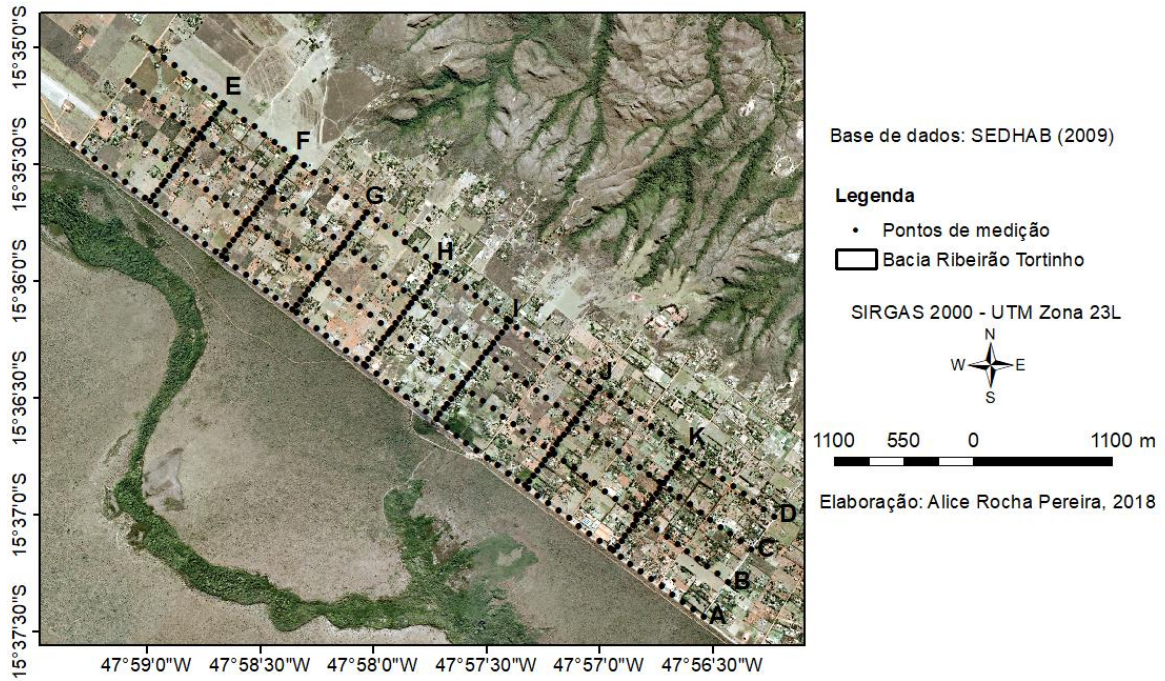 15°35'0"S
15°35'30"S
15°36'0"S
15°36'30"S
15°37'0"S
15°37'30"S
E
F
G
H
I
J
K
D
C
B
A
47°59'0"W
47°58'30"W
47°58'0"W
47°57'30"W
47°57'0"W
47°56'30"W
Base de dados: SEDHAB (2009)
Legenda
Pontos de medição
Bacia Ribeirão Tortinho
SIRGAS 2000 - UTM Zona 23L
N
W E
S
1100 550 0 1100 m
Elaboração: Alice Rocha Pereira, 2018